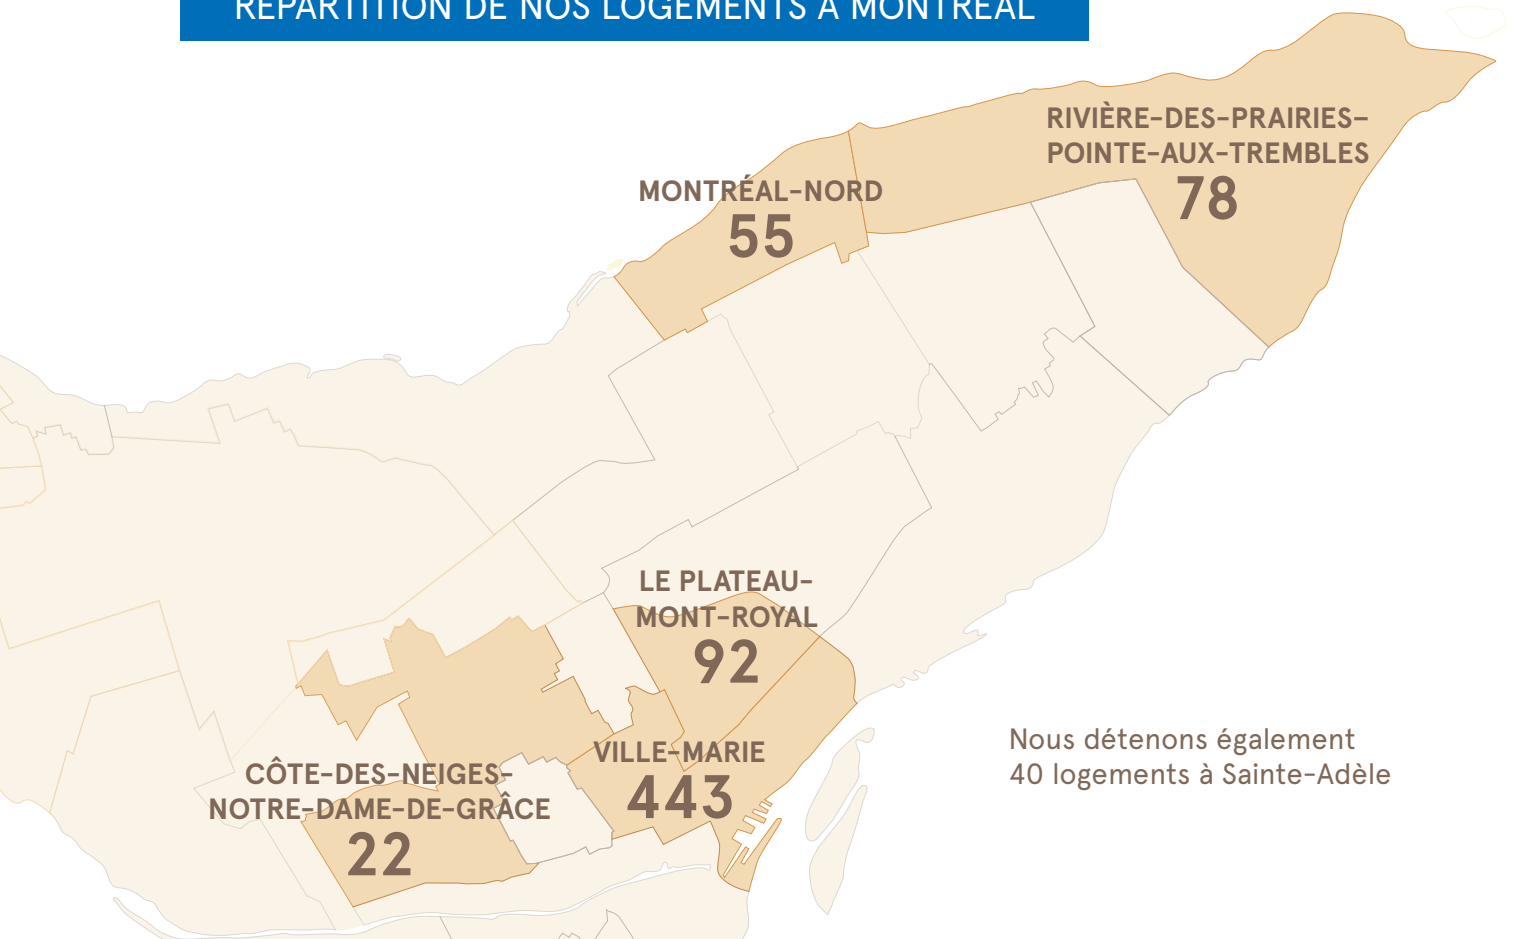 RÉPARTITION DE NOS LOGEMENTS À MONTRÉAL
RIVIÈRE-DES-PRAIRIES–
POINTE-AUX-TREMBLES
78
MONTRÉAL-NORD
55
LE PLATEAU-
MONT-ROYAL
92
VILLE-MARIE
443
CÔTE-DES-NEIGES-
NOTRE-DAME-DE-GRÂCE
22
Nous détenons également
40 logements à Sainte-Adèle